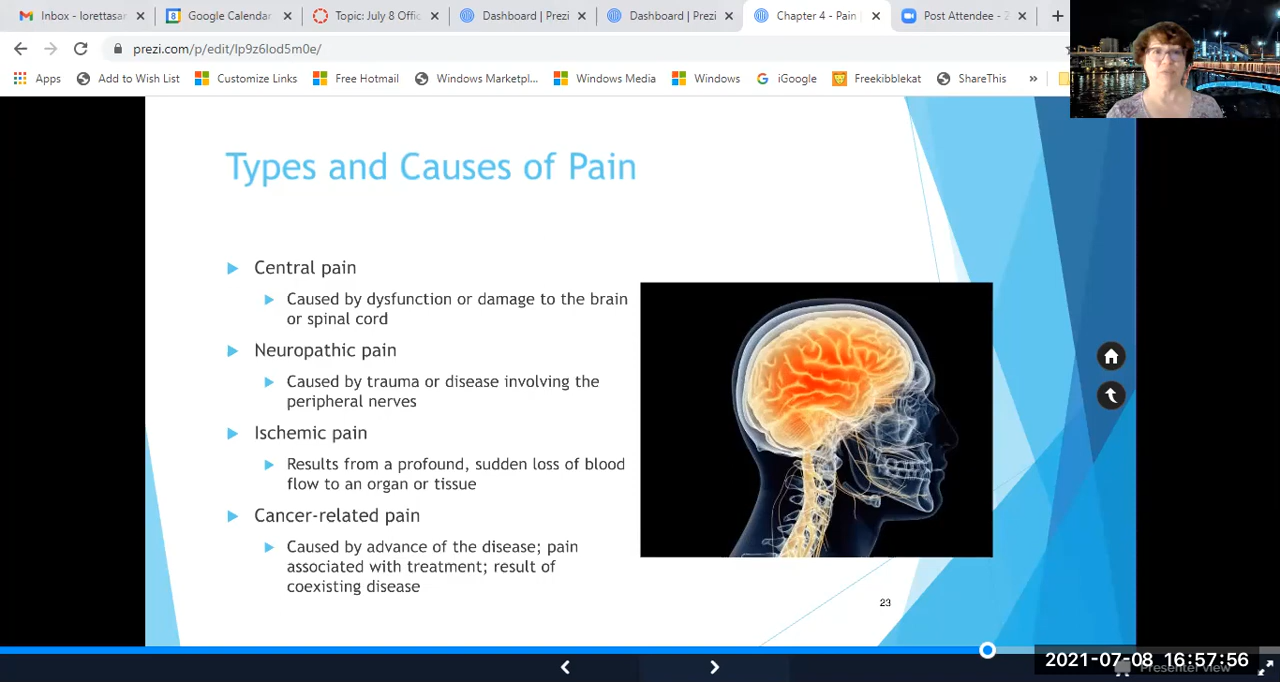 Inbox - lorettasar
Google Calendar
Topic: July 8 Offic
Dashboard | Prezi
Dashboard | Prezi
Chapter 4 - Pain
Post Attendee - Z
prezi.com/p/edit/lp9z6lod5m0e/
Apps
Add to Wish List
Customize Links
Free Hotmail
Windows Marketpl...
Windows Media
Windows
iGoogle
Freekibblekat
ShareThis
»
Types and Causes of Pain
Central pain
Caused by dysfunction or damage to the brain
or spinal cord
Neuropathic pain
Caused by trauma or disease involving the
peripheral nerves
Ischemic pain
Results from a profound, sudden loss of blood
flow to an organ or tissue
Cancer-related pain
Caused by advance of the disease; pain
associated with treatment; result of
coexisting disease
23
2021-07-08 16:57:56
Presenter view